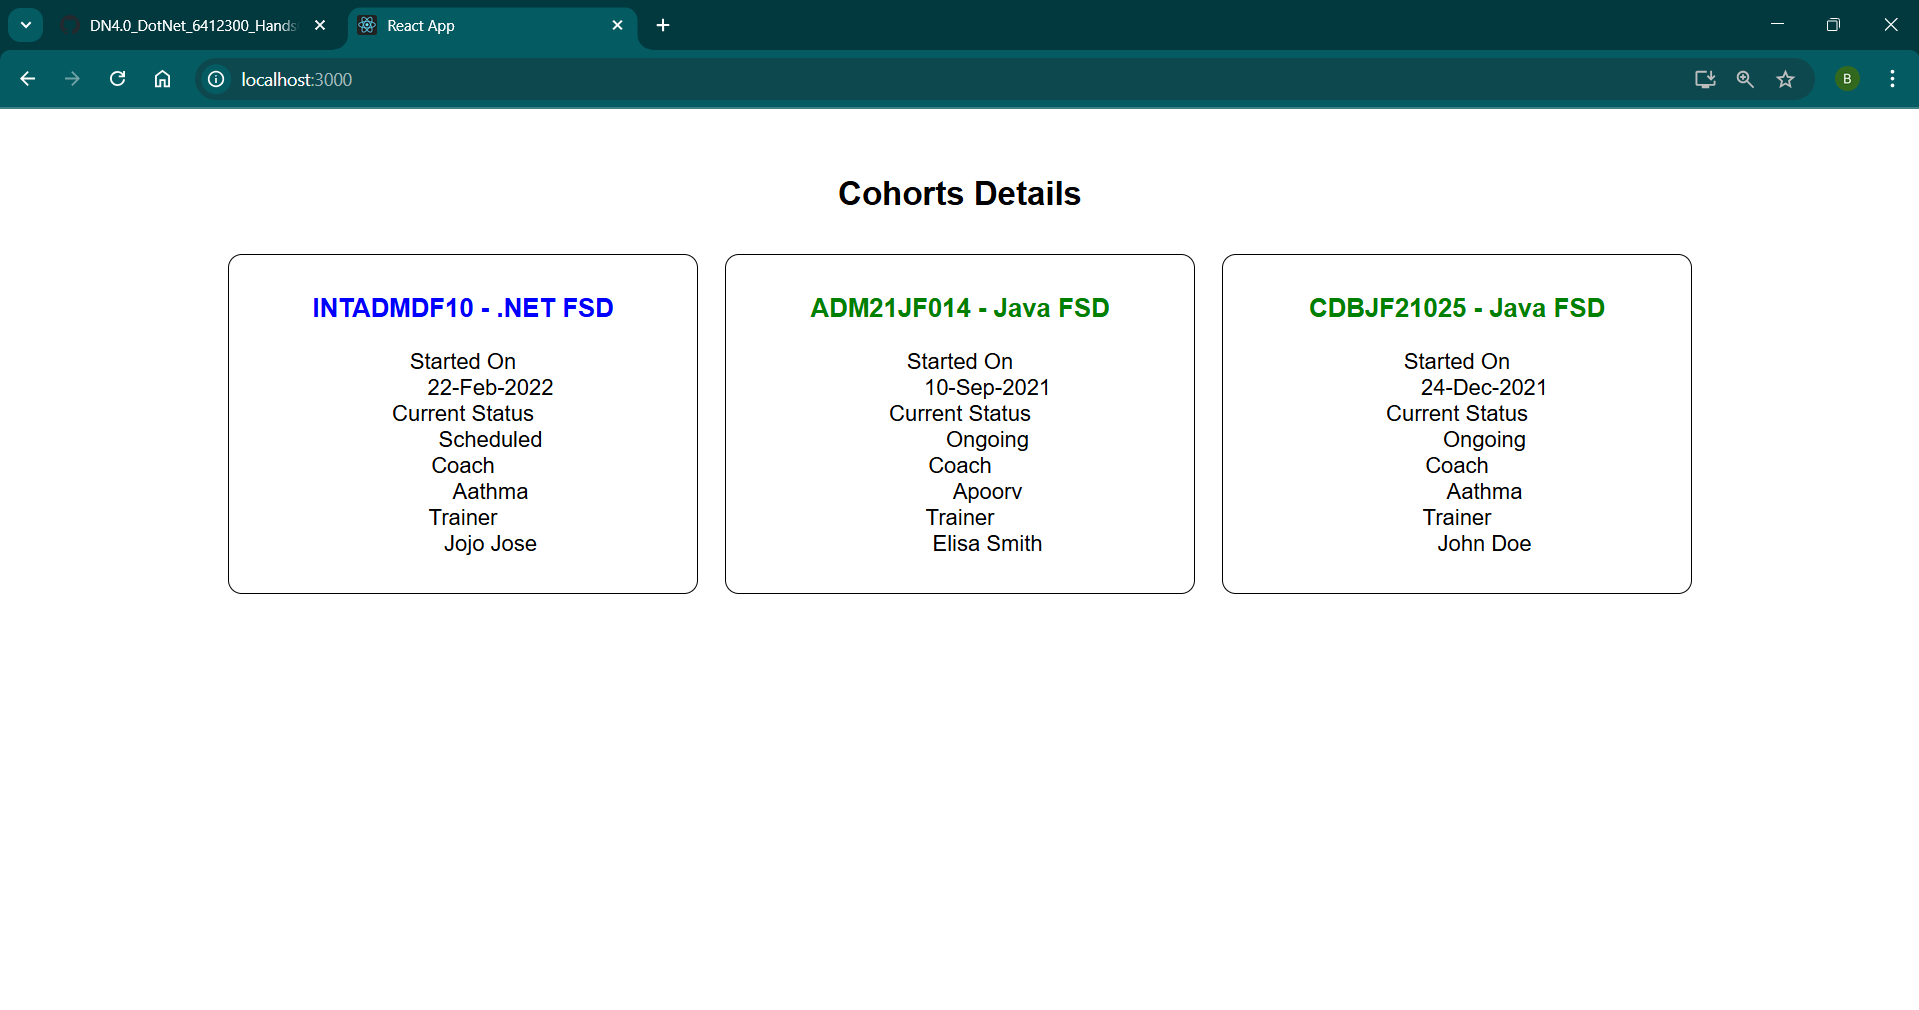 DN4.0_DotNet_6412300_Hands
React App
localhost:3000
B
Cohorts Details
INTADMDF10 - .NET FSD
Started On
22-Feb-2022
Current Status
Scheduled
Coach
Aathma
Trainer
Jojo Jose
ADM21JF014 - Java FSD
Started On
10-Sep-2021
Current Status
Ongoing
Coach
Apoorv
Trainer
Elisa Smith
CDBJF21025 - Java FSD
Started On
24-Dec-2021
Current Status
Ongoing
Coach
Aathma
Trainer
John Doe